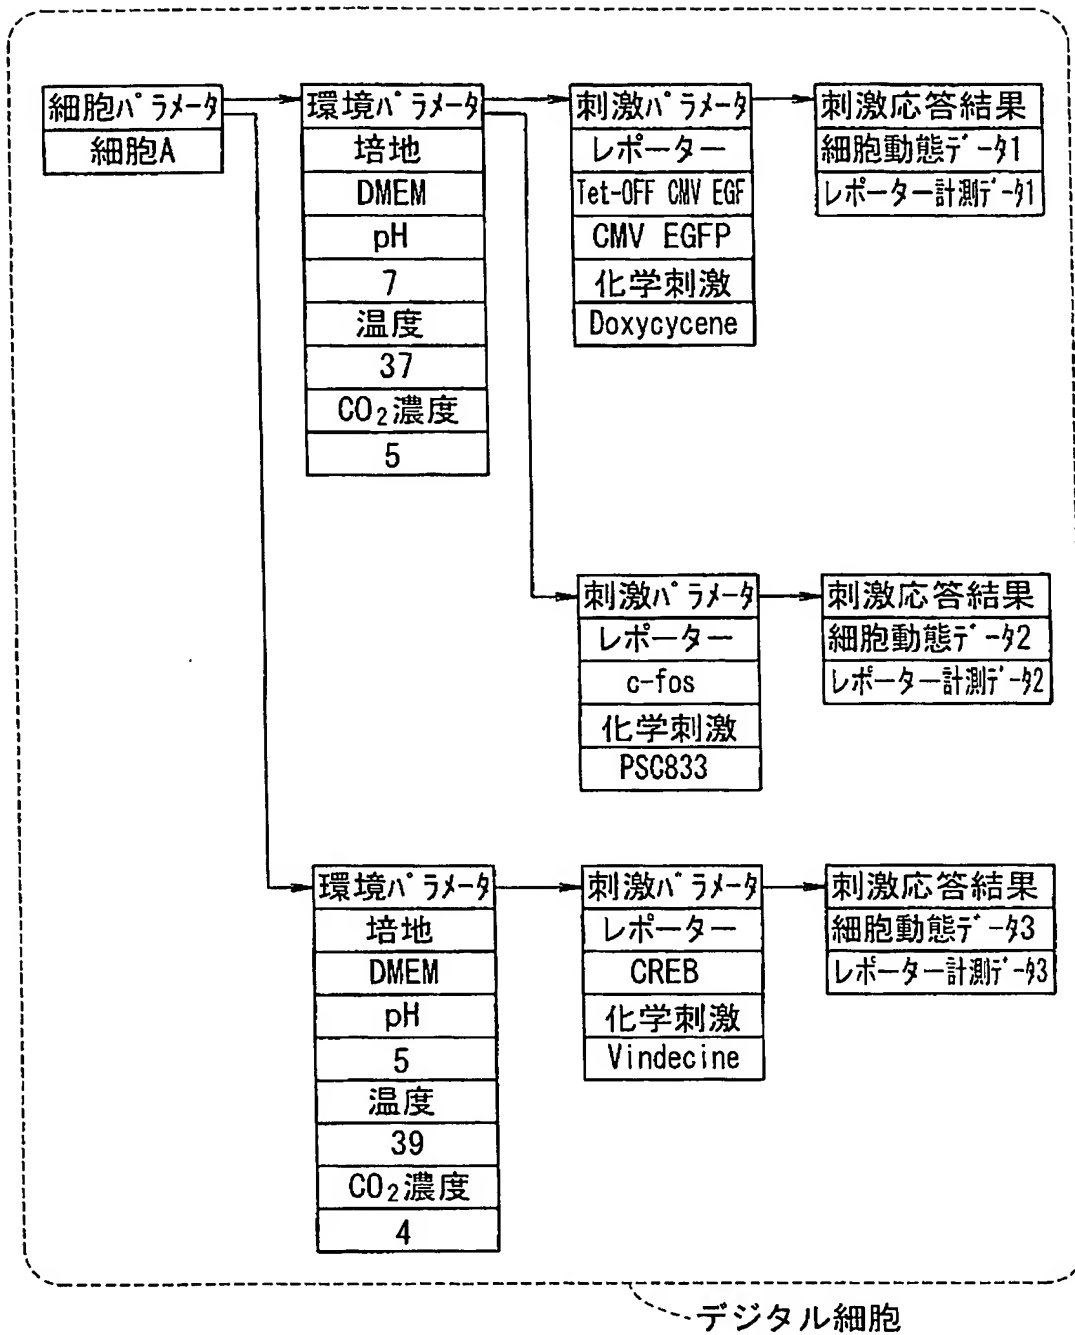 細胞パラメータ
細胞A
環境パラメータ
培地
DMEM
pH
7
温度
37
CO₂濃度
5
刺激パラメータ
レポーター
Tet-OFF CMV EGF
CMV EGFP
化学刺激
Doxycycene
刺激応答結果
細胞動態データ1
レポーター計測データ1
刺激パラメータ
レポーター
c-fos
化学刺激
PSC833
刺激応答結果
細胞動態データ2
レポーター計測データ2
環境パラメータ
培地
DMEM
pH
5
温度
39
CO₂濃度
4
刺激パラメータ
レポーター
CREB
化学刺激
Vindecine
刺激応答結果
細胞動態データ3
レポーター計測データ3
デジタル細胞